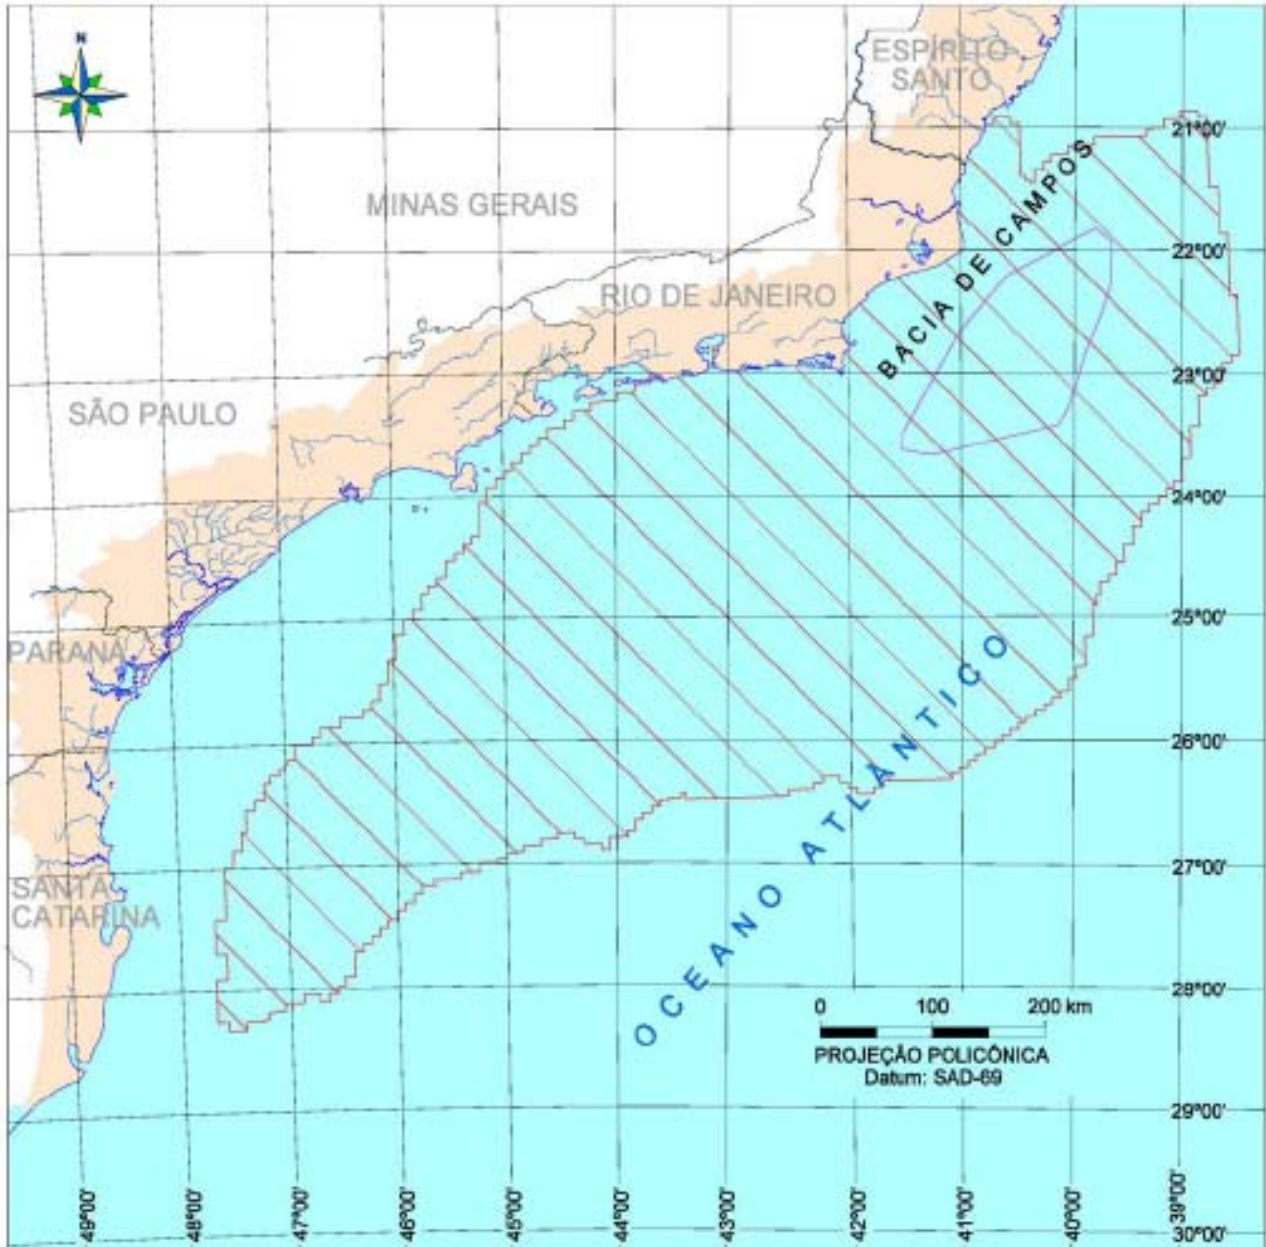 N
ESPÍRITO
SANTO
21°00'
MINAS GERAIS
BACIA DE CAMPOS
22°00'
RIO DE JANEIRO
23°00'
SÃO PAULO
24°00'
25°00'
PARANÁ
OCEANO ATLÂNTICO
26°00'
27°00'
SANTA
CATARINA
28°00'
0 100 200 km
PROJEÇÃO POLICÔNICA
Datum: SAD-69
29°00'
49°00' 48°00' 47°00' 46°00' 45°00' 44°00' 43°00' 42°00' 41°00' 40°00' 39°00'
30°00'